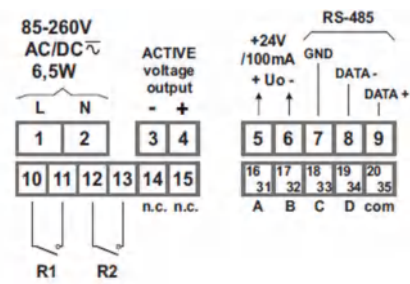 85-260V
AC/DC
6,5W
L N
ACTIVE
voltage
output
- +
RS-485
+24V
/100mA
+ Uo -
GND
DATA -
DATA +
1 2 3 4 5 6 7 8 9
10 11 12 13 14 15
16 17 18 19 20
31 32 33 34 35
n.c. n.c.
A B C D com
R1 R2